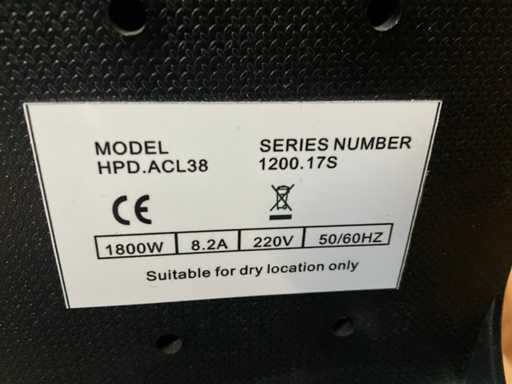 MODEL SERIES NUMBER
HPD.ACL38 1200.17S
CE
1800W 8.2A 220V 50/60HZ
Suitable for dry location only